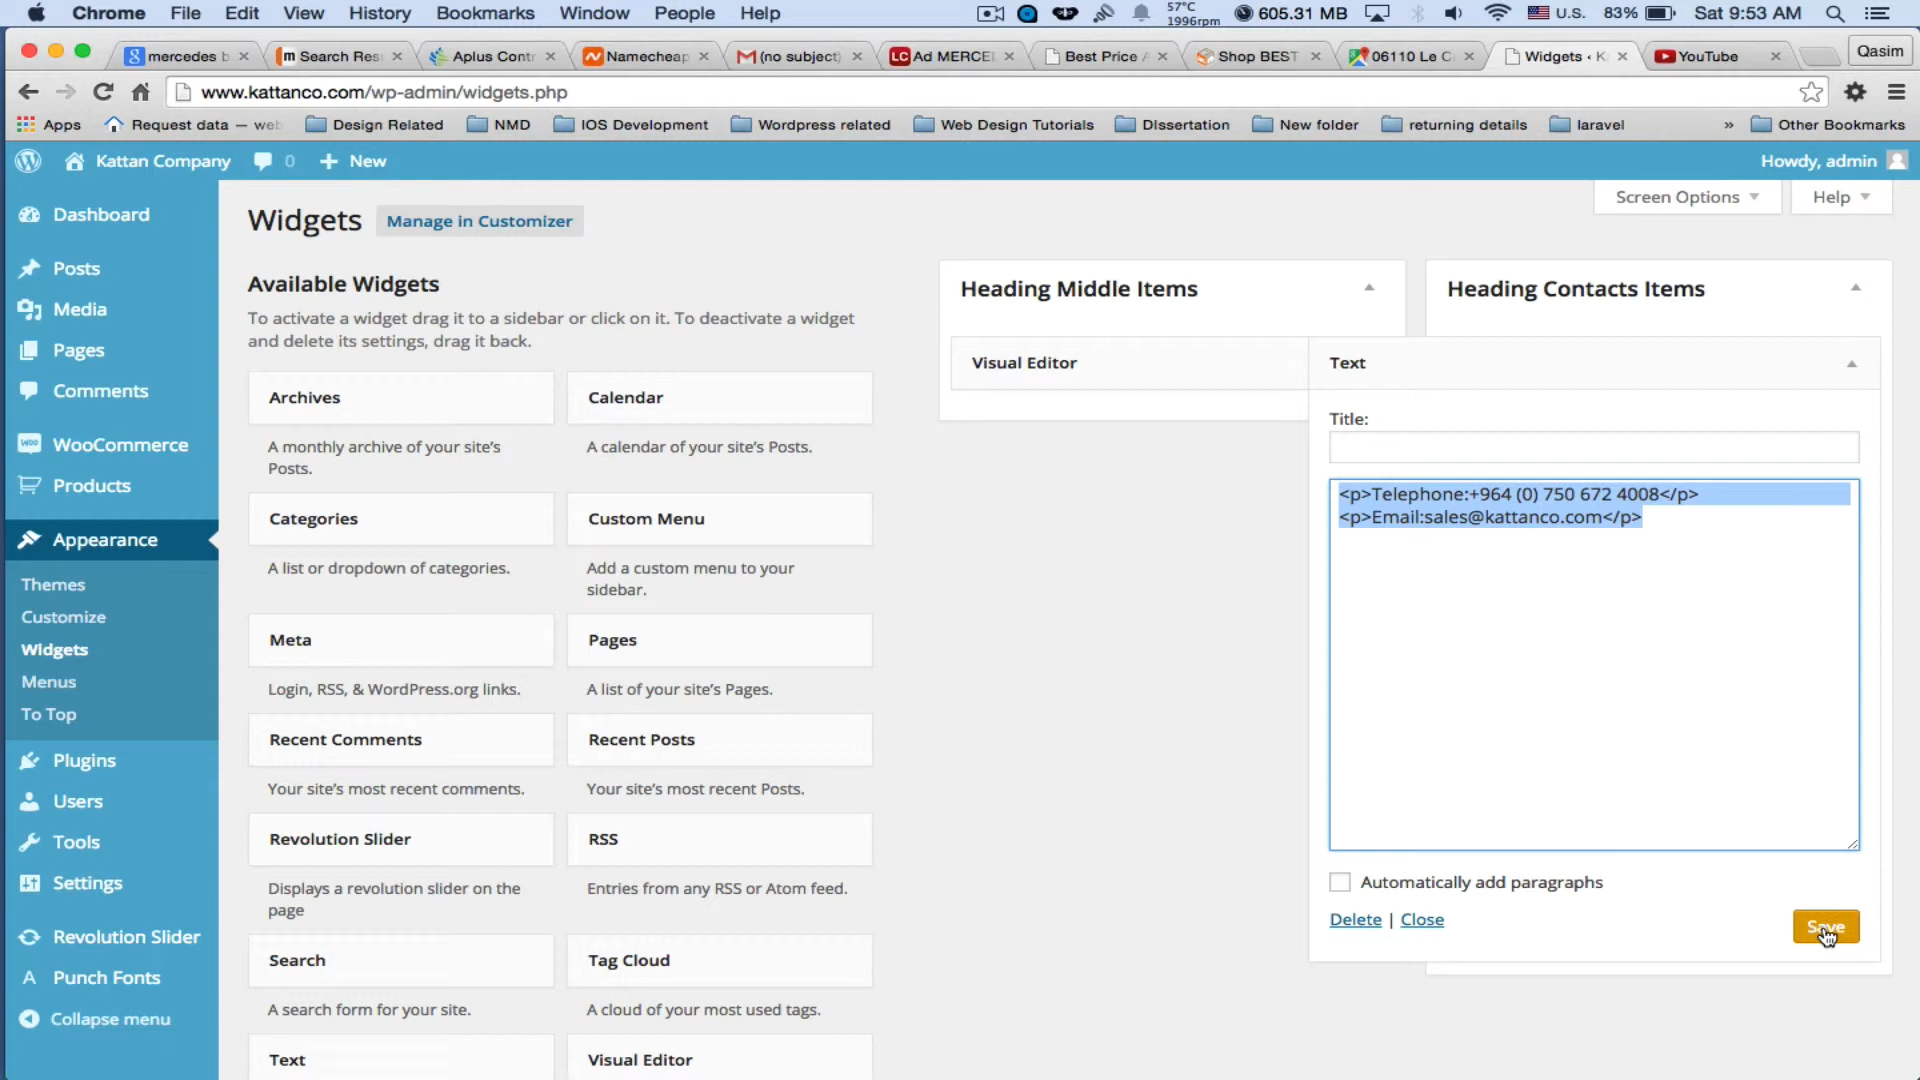 Chrome File Edit View History Bookmarks Window People Help 57°C 1996rpm 605.31 MB U.S. 83% Sat 9:53 AM
mercedes b Search Res Aplus Contr Namecheap (no subject) Ad MERCE Best Price A Shop BEST 06110 Le C Widgets ‹ K YouTube Qasim
www.kattanco.com/wp-admin/widgets.php
Apps Request data — web Design Related NMD IOS Development Wordpress related Web Design Tutorials DIssertation New folder returning details laravel » Other Bookmarks
Kattan Company 0 + New Howdy, admin
Screen Options Help
Widgets Manage in Customizer
Dashboard
Posts
Media
Pages
Comments
WooCommerce
Products
Appearance
Themes
Customize
Widgets
Menus
To Top
Plugins
Users
Tools
Settings
Revolution Slider
Punch Fonts
Collapse menu
Available Widgets
To activate a widget drag it to a sidebar or click on it. To deactivate a widget
and delete its settings, drag it back.
Archives
A monthly archive of your site's
Posts.
Calendar
A calendar of your site's Posts.
Categories
A list or dropdown of categories.
Custom Menu
Add a custom menu to your
sidebar.
Meta
Login, RSS, & WordPress.org links.
Pages
A list of your site's Pages.
Recent Comments
Your site's most recent comments.
Recent Posts
Your site's most recent Posts.
Revolution Slider
Displays a revolution slider on the
page
RSS
Entries from any RSS or Atom feed.
Search
A search form for your site.
Tag Cloud
A cloud of your most used tags.
Text
Visual Editor
Heading Middle Items
Visual Editor
Heading Contacts Items
Text
Title:
<p>Telephone:+964 (0) 750 672 4008</p>
<p>Email:sales@kattanco.com</p>
Automatically add paragraphs
Delete | Close
Save